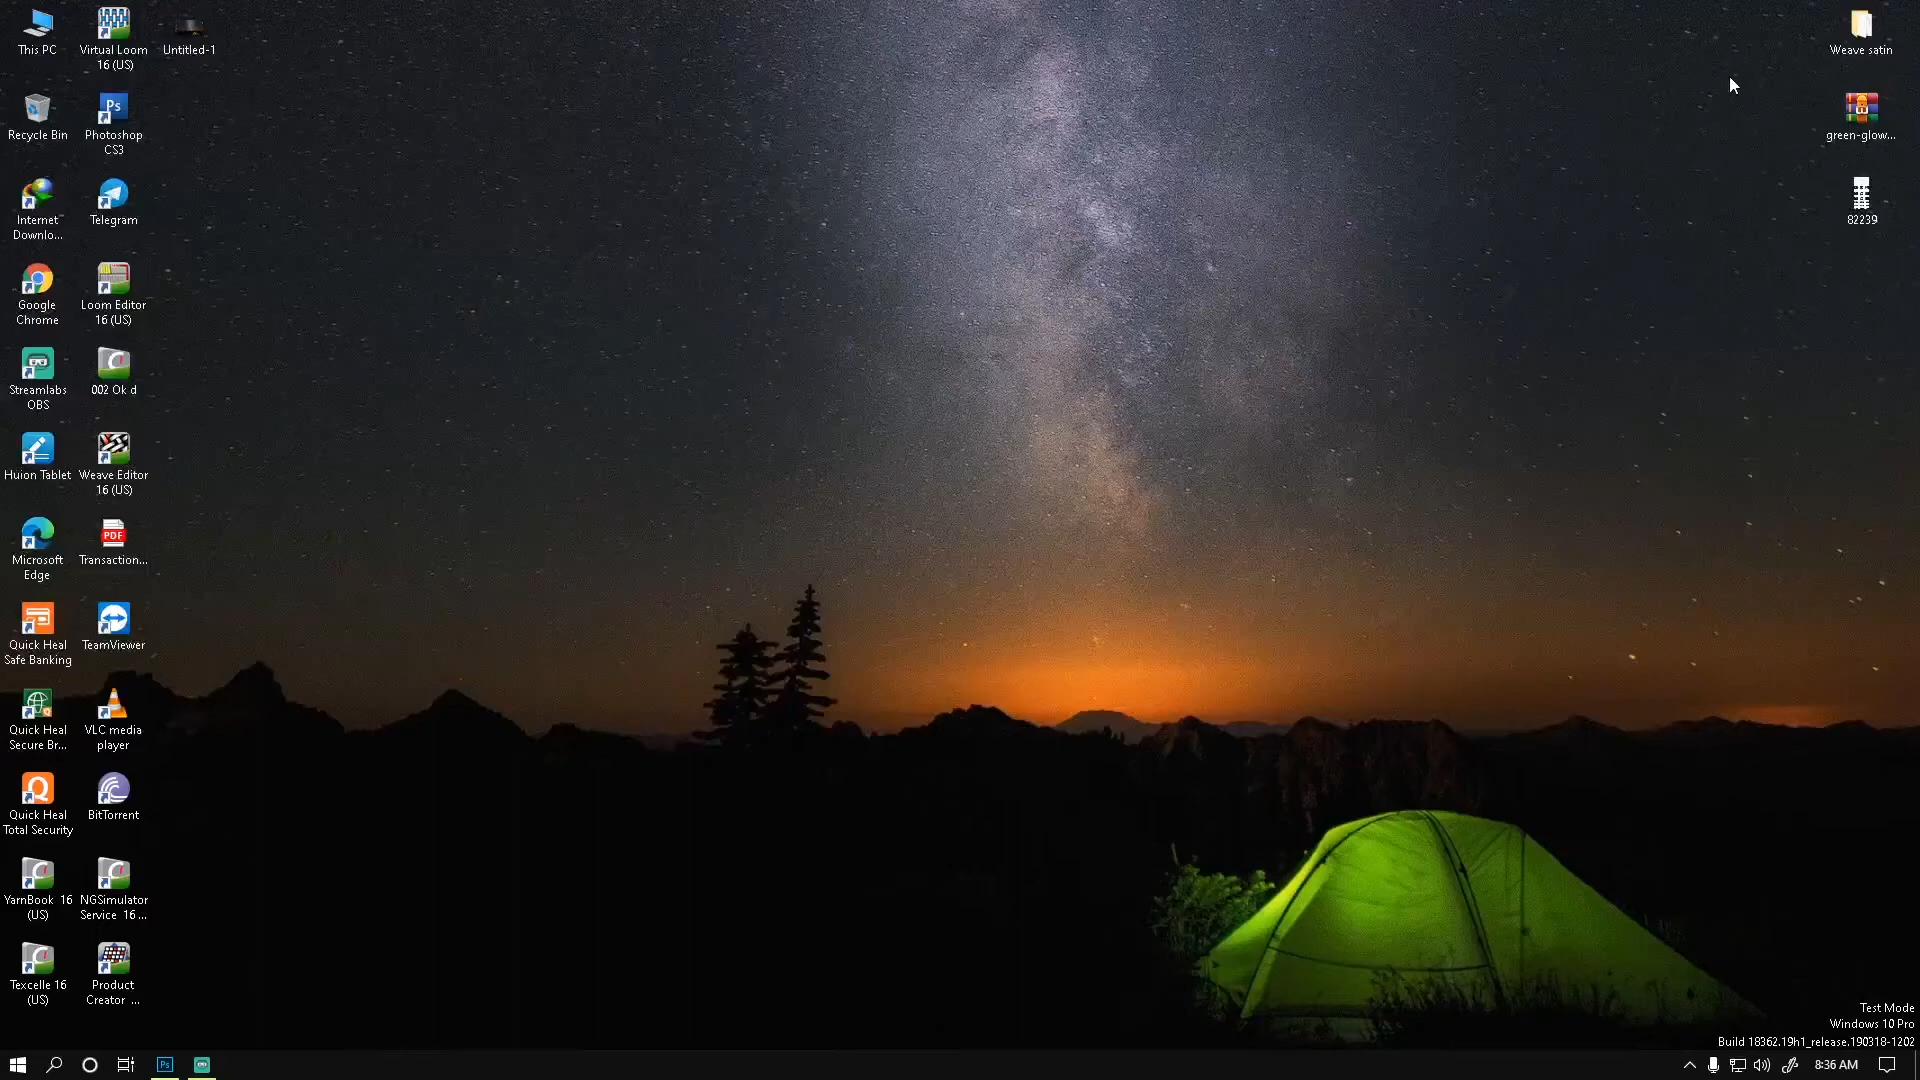 This PC
Virtual Loom
16 (US)
Untitled-1
Recycle Bin
Ps
Photoshop
CS3
Internet
Downlo...
Telegram
Google
Chrome
Loom Editor
16 (US)
Streamlabs
OBS
002 Ok d
Huion Tablet
Weave Editor
16 (US)
Microsoft
Edge
PDF
Transaction...
Quick Heal
Safe Banking
TeamViewer
Quick Heal
Secure Br...
VLC media
player
Quick Heal
Total Security
BitTorrent
YarnBook 16
(US)
NGSimulator
Service 16 ...
Texcelle 16
(US)
Product
Creator ...
Weave satin
green-glow...
82239
Test Mode
Windows 10 Pro
Build 18362.19h1_release.190318-1202
Ps
8:36 AM